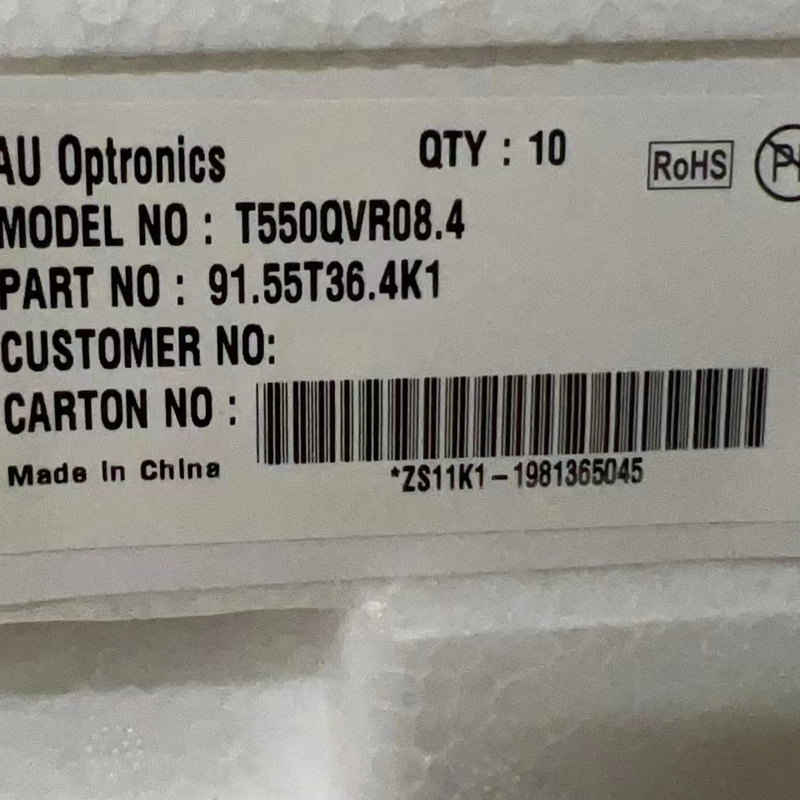 AU Optronics
QTY : 10
RoHS
MODEL NO : T550QVR08.4
PART NO : 91.55T36.4K1
CUSTOMER NO:
CARTON NO :
*ZS11K1-1981365045
Made In China